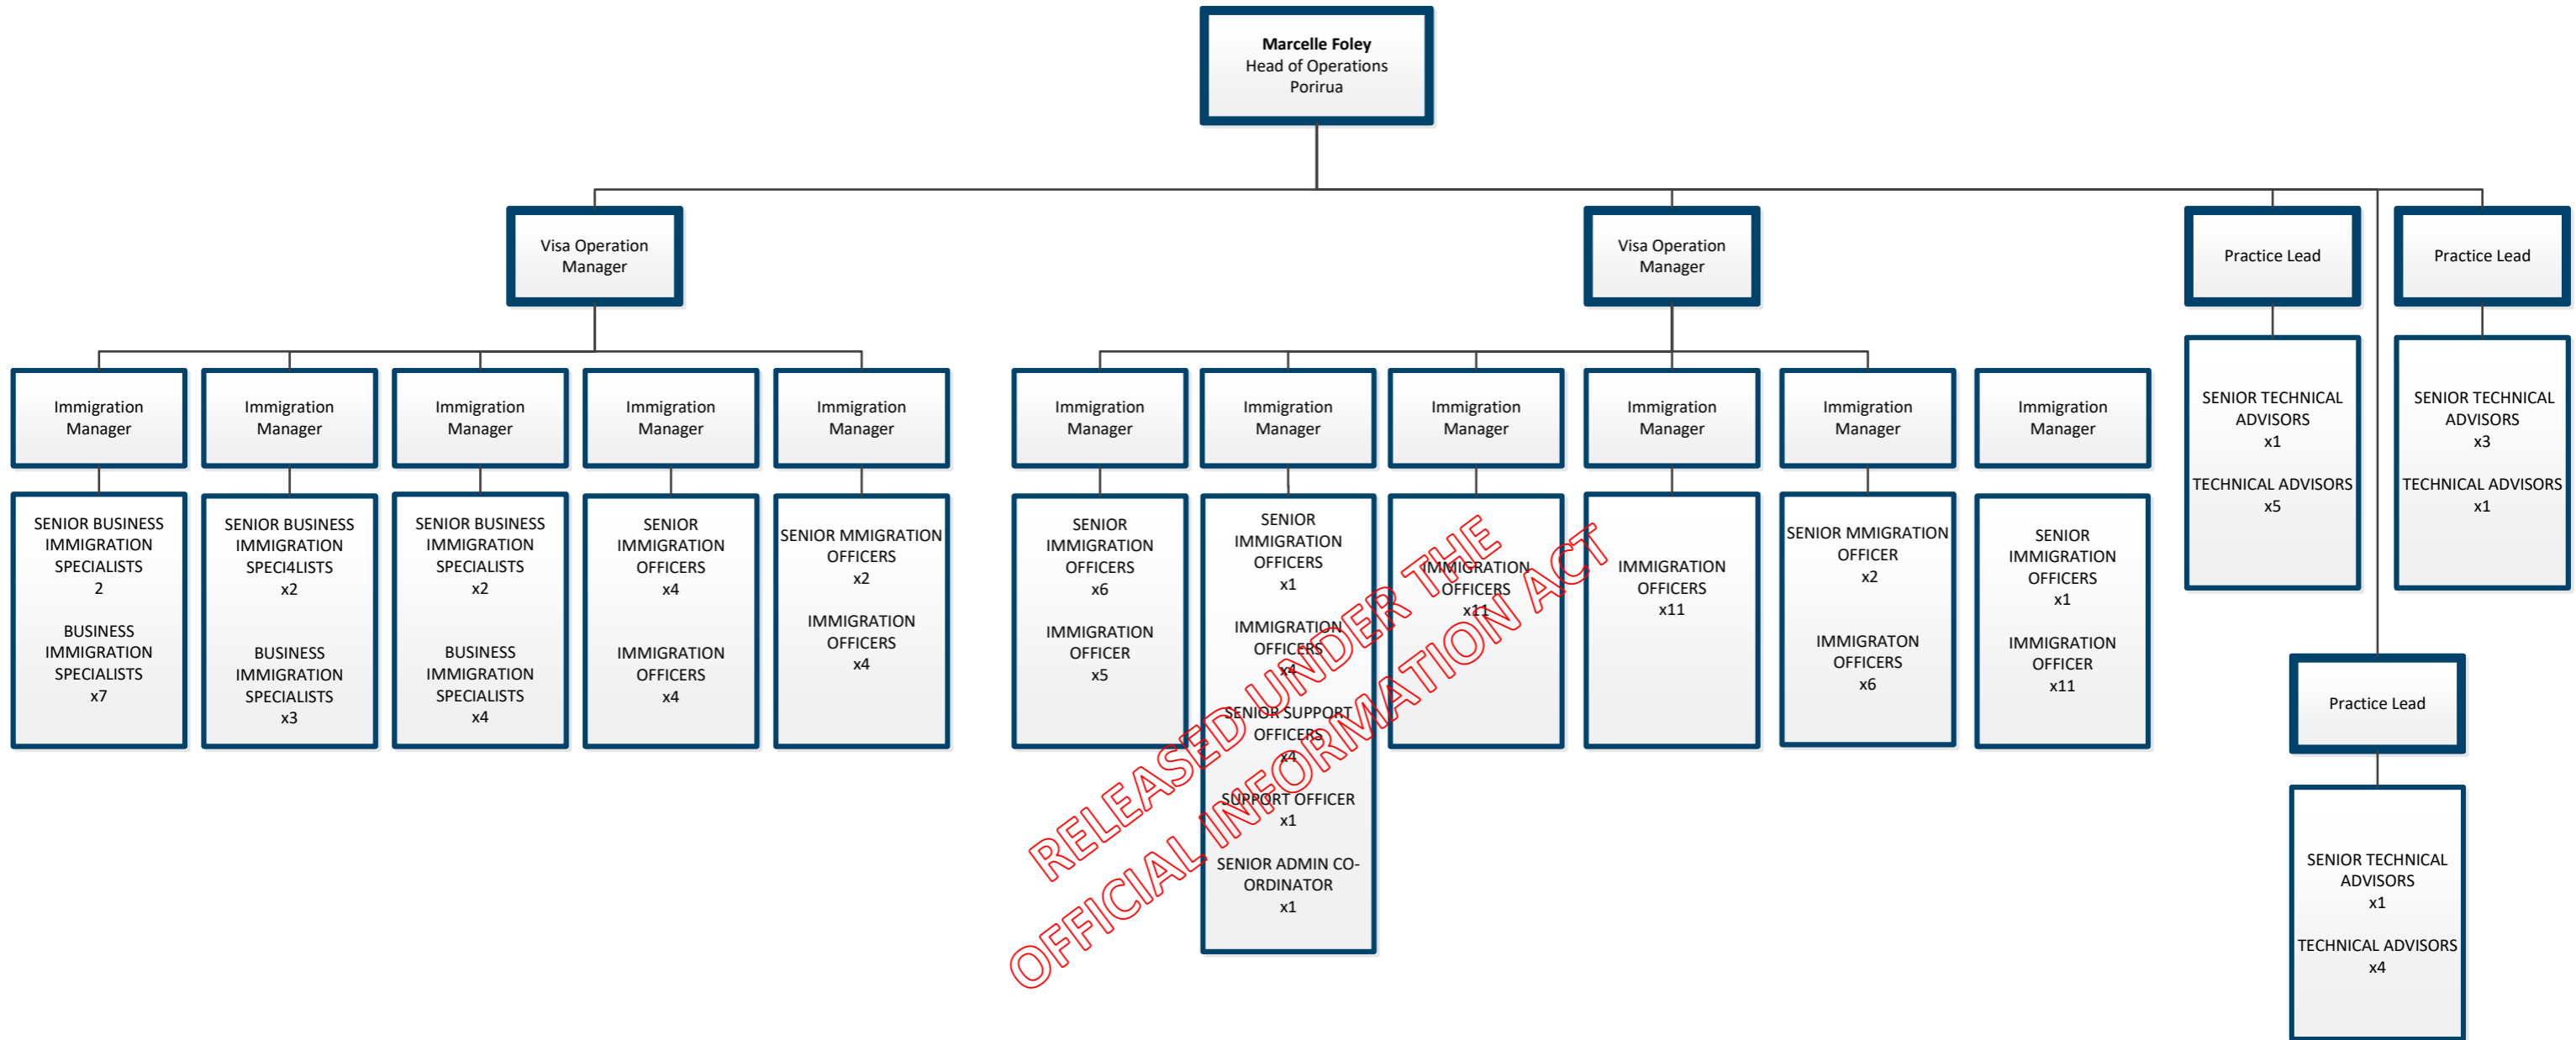 Marcelle Foley
Head of Operations
Porirua
Visa Operation
Manager
Visa Operation
Manager
Practice Lead
Practice Lead
Immigration
Manager
Immigration
Manager
Immigration
Manager
Immigration
Manager
Immigration
Manager
Immigration
Manager
Immigration
Manager
Immigration
Manager
Immigration
Manager
Immigration
Manager
Immigration
Manager
SENIOR TECHNICAL
ADVISORS
x1
TECHNICAL ADVISORS
x5
SENIOR TECHNICAL
ADVISORS
x3
TECHNICAL ADVISORS
x1
SENIOR BUSINESS
IMMIGRATION
SPECIALISTS
2
BUSINESS
IMMIGRATION
SPECIALISTS
x7
SENIOR BUSINESS
IMMIGRATION
SPECI4LISTS
x2
BUSINESS
IMMIGRATION
SPECIALISTS
x3
SENIOR BUSINESS
IMMIGRATION
SPECIALISTS
x2
BUSINESS
IMMIGRATION
SPECIALISTS
x4
SENIOR
IMMIGRATION
OFFICERS
x4
IMMIGRATION
OFFICERS
x4
SENIOR MMIGRATION
OFFICERS
x2
IMMIGRATION
OFFICERS
x4
SENIOR
IMMIGRATION
OFFICERS
x6
IMMIGRATION
OFFICER
x5
SENIOR
IMMIGRATION
OFFICERS
x1
IMMIGRATION
OFFICERS
x4
SENIOR SUPPORT
OFFICERS
x4
SUPPORT OFFICER
x1
SENIOR ADMIN CO-
ORDINATOR
x1
IMMIGRATION
OFFICERS
x11
IMMIGRATION
OFFICERS
x11
SENIOR MMIGRATION
OFFICER
x2
IMMIGRATON
OFFICERS
x6
SENIOR
IMMIGRATION
OFFICERS
x1
IMMIGRATION
OFFICER
x11
Practice Lead
SENIOR TECHNICAL
ADVISORS
x1
TECHNICAL ADVISORS
x4
RELEASED UNDER THE
OFFICIAL INFORMATION ACT